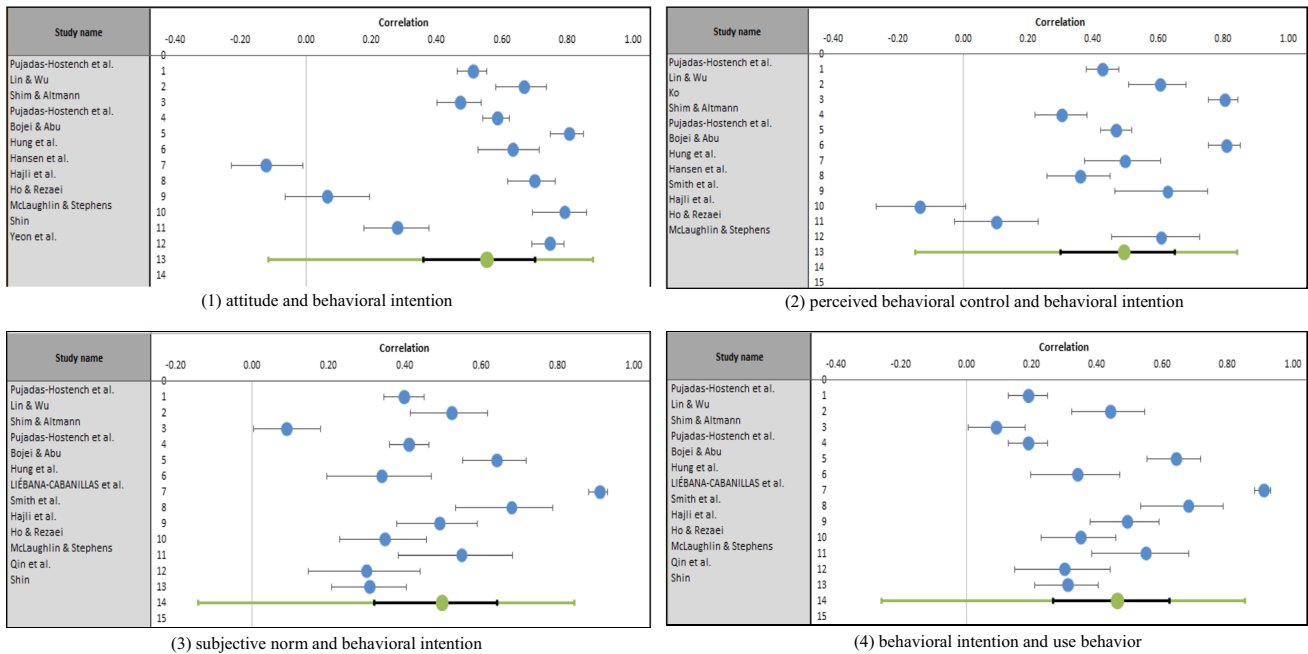 Study name
Correlation
-0.40 -0.20 0.00 0.20 0.40 0.60 0.80 1.00
Pujadas-Hostench et al.
Lin & Wu
Shim & Altmann
Pujadas-Hostench et al.
Bojei & Abu
Hung et al.
Hansen et al.
Hajli et al.
Ho & Rezaei
McLaughlin & Stephens
Shin
Yeon et al.
0
1
2
3
4
5
6
7
8
9
10
11
12
13
14
(1) attitude and behavioral intention
Study name
Correlation
-0.40 -0.20 0.00 0.20 0.40 0.60 0.80 1.00
Pujadas-Hostench et al.
Lin & Wu
Ko
Shim & Altmann
Pujadas-Hostench et al.
Bojei & Abu
Hung et al.
Hansen et al.
Smith et al.
Hajli et al.
Ho & Rezaei
McLaughlin & Stephens
0
1
2
3
4
5
6
7
8
9
10
11
12
13
14
15
(2) perceived behavioral control and behavioral intention
Study name
Correlation
-0.20 0.00 0.20 0.40 0.60 0.80 1.00
Pujadas-Hostench et al.
Lin & Wu
Shim & Altmann
Pujadas-Hostench et al.
Bojei & Abu
Hung et al.
LIÉBANA-CABANILLAS et al.
Smith et al.
Hajli et al.
Ho & Rezaei
McLaughlin & Stephens
Qin et al.
Shin
0
1
2
3
4
5
6
7
8
9
10
11
12
13
14
15
(3) subjective norm and behavioral intention
Study name
Correlation
-0.40 -0.20 0.00 0.20 0.40 0.60 0.80 1.00
Pujadas-Hostench et al.
Lin & Wu
Shim & Altmann
Pujadas-Hostench et al.
Bojei & Abu
Hung et al.
LIÉBANA-CABANILLAS et al.
Smith et al.
Hajli et al.
Ho & Rezaei
McLaughlin & Stephens
Qin et al.
Shin
0
1
2
3
4
5
6
7
8
9
10
11
12
13
14
15
(4) behavioral intention and use behavior